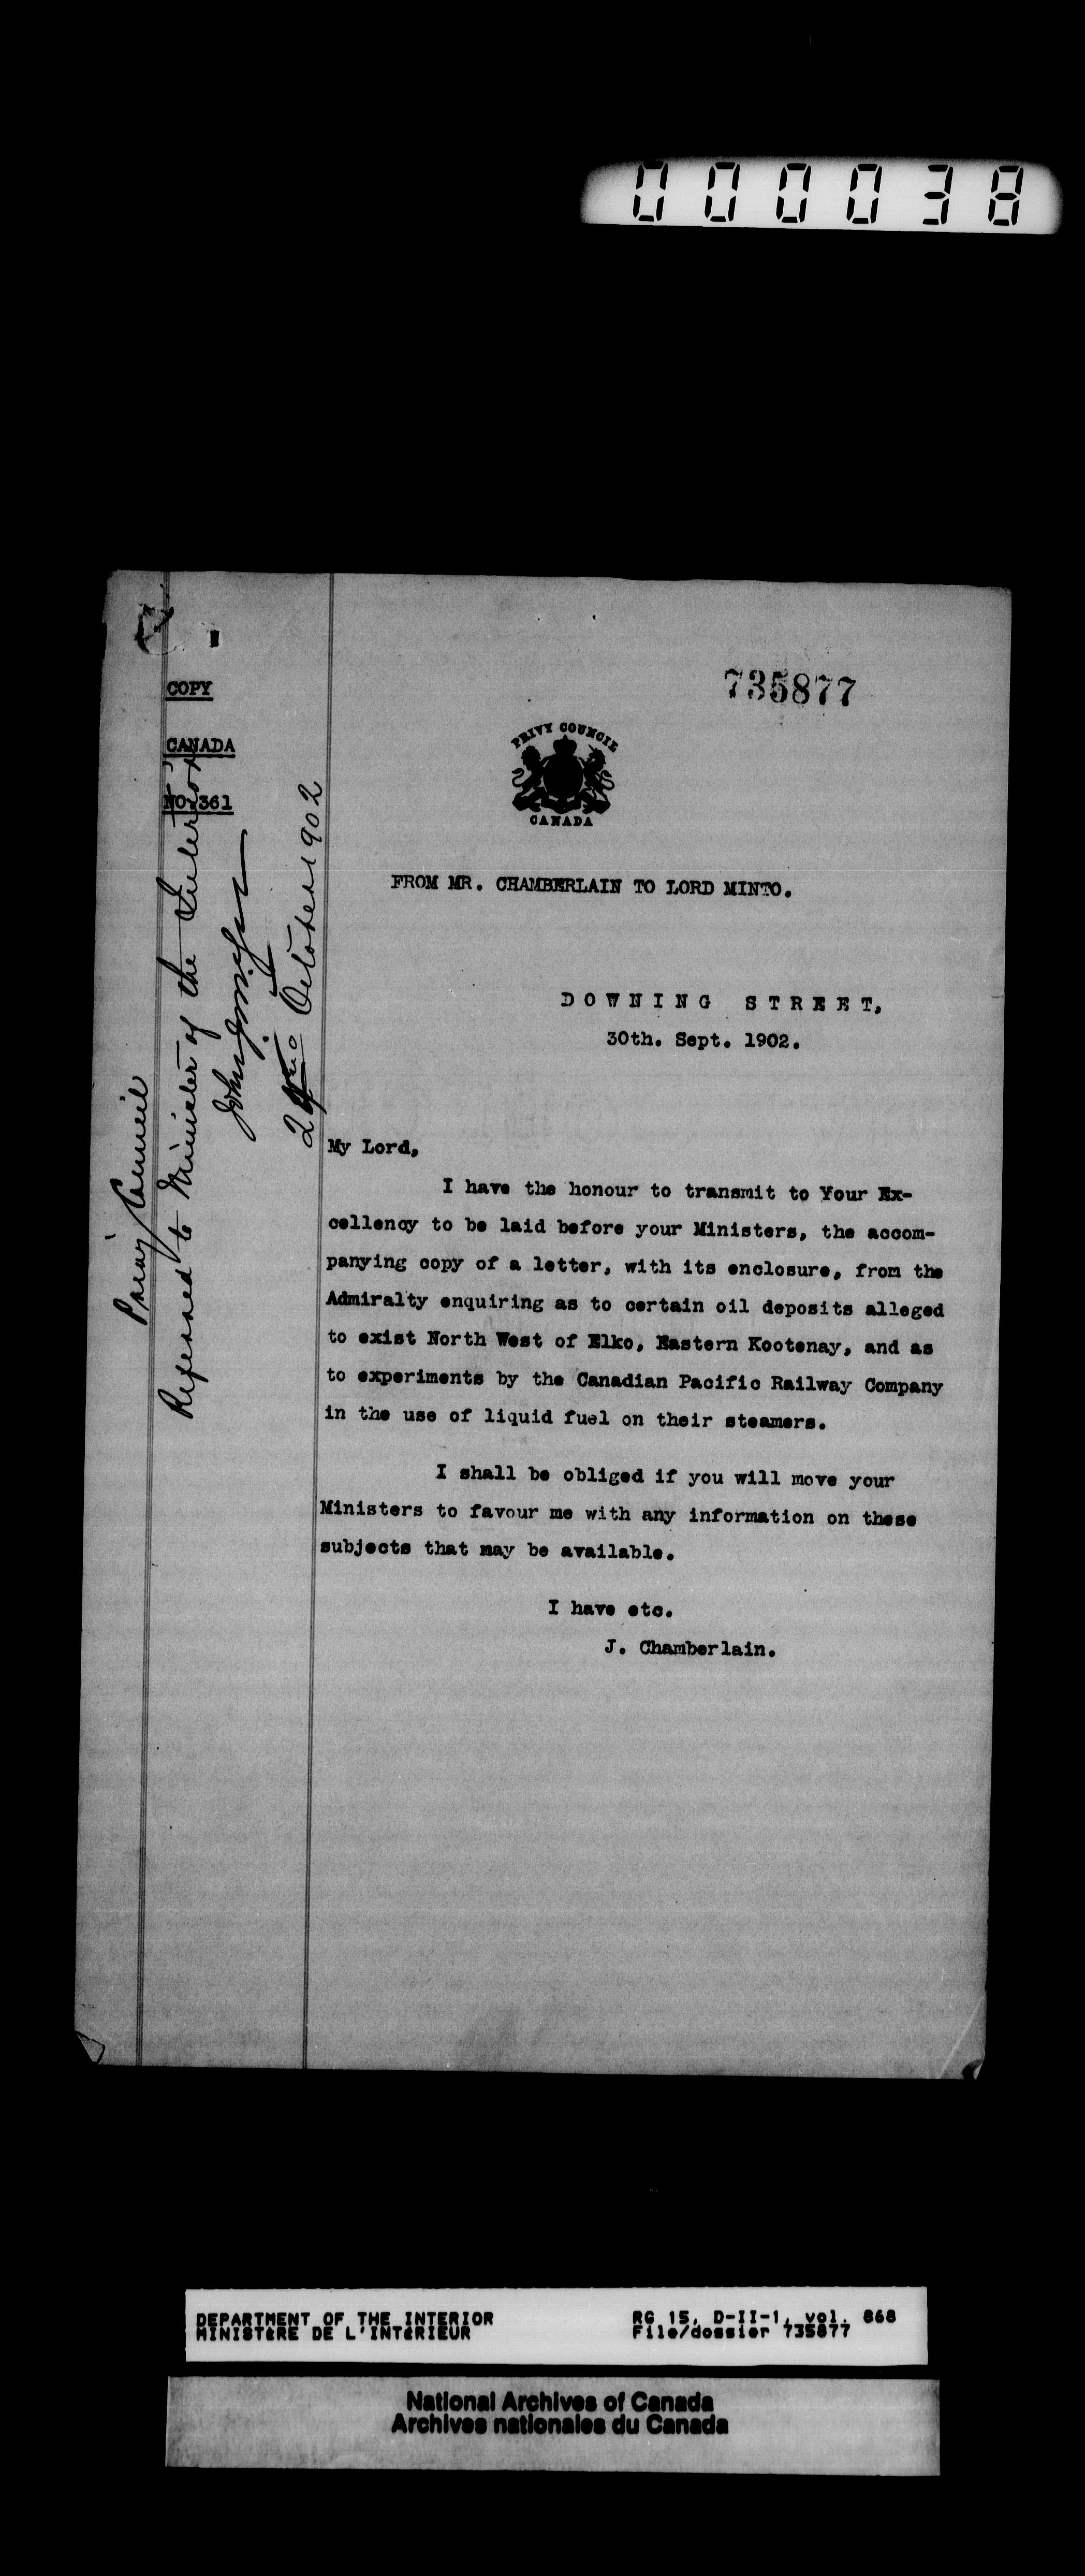 000038
735877
COPY
CANADA
NO.361
PRIVY COUNCIL
CANADA
FROM MR. CHAMBERLAIN TO LORD MINTO.
DOWNING STREET,
30th. Sept. 1902.
My Lord,
I have the honour to transmit to Your Ex-
cellency to be laid before your Ministers, the accom-
panying copy of a letter, with its enclosure, from the
Admiralty enquiring as to certain oil deposits alleged
to exist North West of Elko, Eastern Kootenay, and as
to experiments by the Canadian Pacific Railway Company
in the use of liquid fuel on their steamers.
I shall be obliged if you will move your
Ministers to favour me with any information on these
subjects that may be available.
I have etc.
J. Chamberlain.
Privy Council
Referred to Minister of the Interior
October 1902
DEPARTMENT OF THE INTERIOR
MINISTÈRE DE L'INTÉRIEUR
RG 15, D-II-1, vol. 868
File/dossier 735877
National Archives of Canada
Archives nationales du Canada